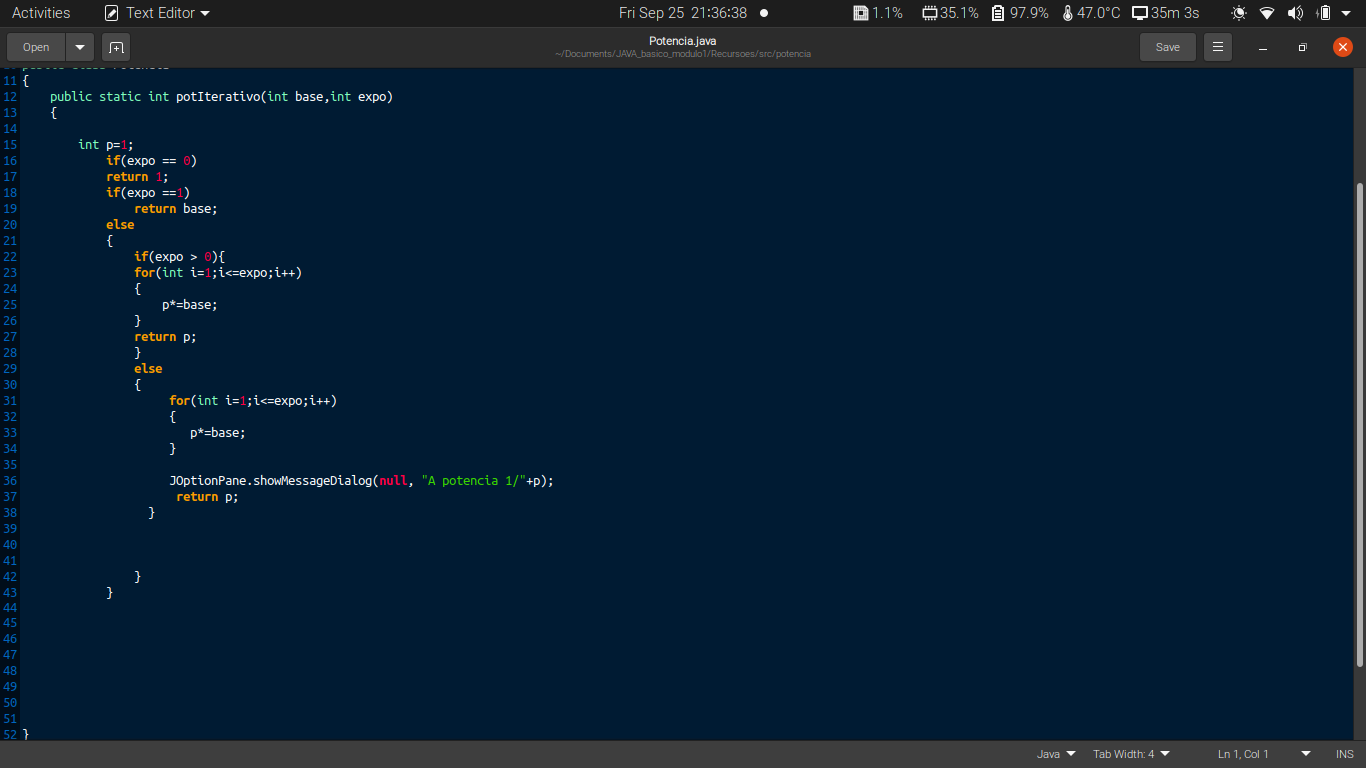 Activities Text Editor Fri Sep 25 21:36:38 1.1% 35.1% 97.9% 47.0°C 35m 3s
Open Potencia.java Save
~/Documents/JAVA_basico_modulo1/Recursoes/src/potencia
11 {
12 public static int potIterativo(int base,int expo)
13 {
14
15 int p=1;
16 if(expo == 0)
17 return 1;
18 if(expo ==1)
19 return base;
20 else
21 {
22 if(expo > 0){
23 for(int i=1;i<=expo;i++)
24 {
25 p*=base;
26 }
27 return p;
28 }
29 else
30 {
31 for(int i=1;i<=expo;i++)
32 {
33 p*=base;
34 }
35
36 JOptionPane.showMessageDialog(null, "A potencia 1/"+p);
37 return p;
38 }
39
40
41
42 }
43 }
44
45
46
47
48
49
50
51
52 }
Java Tab Width: 4 Ln 1, Col 1 INS